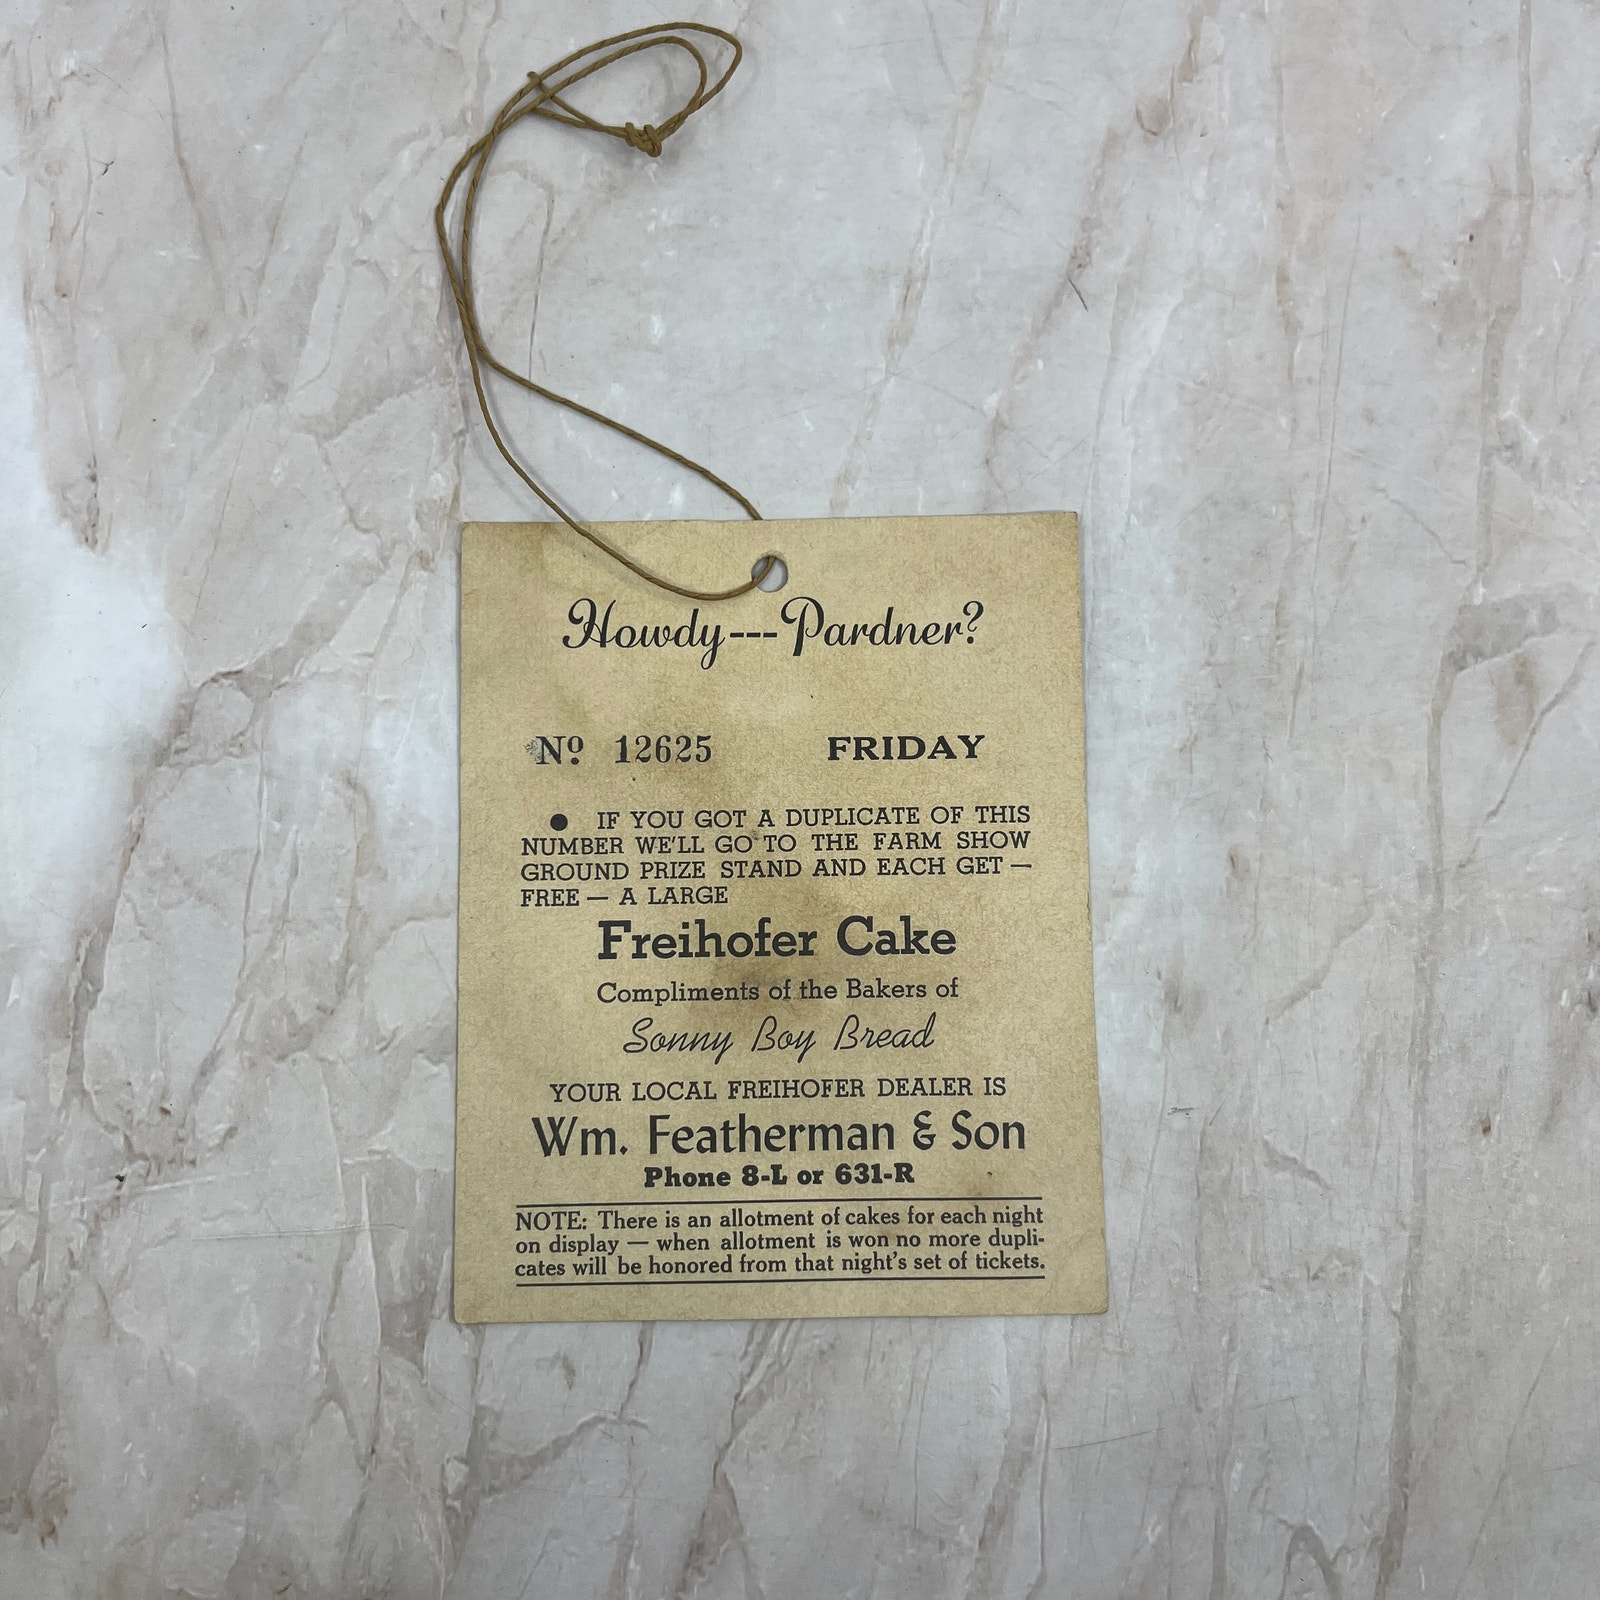 Howdy---Pardner?
Nº 12625 FRIDAY
● IF YOU GOT A DUPLICATE OF THIS
NUMBER WE'LL GO TO THE FARM SHOW
GROUND PRIZE STAND AND EACH GET —
FREE — A LARGE
Freihofer Cake
Compliments of the Bakers of
Sonny Boy Bread
YOUR LOCAL FREIHOFER DEALER IS
Wm. Featherman & Son
Phone 8-L or 631-R
NOTE: There is an allotment of cakes for each night
on display — when allotment is won no more dupli-
cates will be honored from that night's set of tickets.